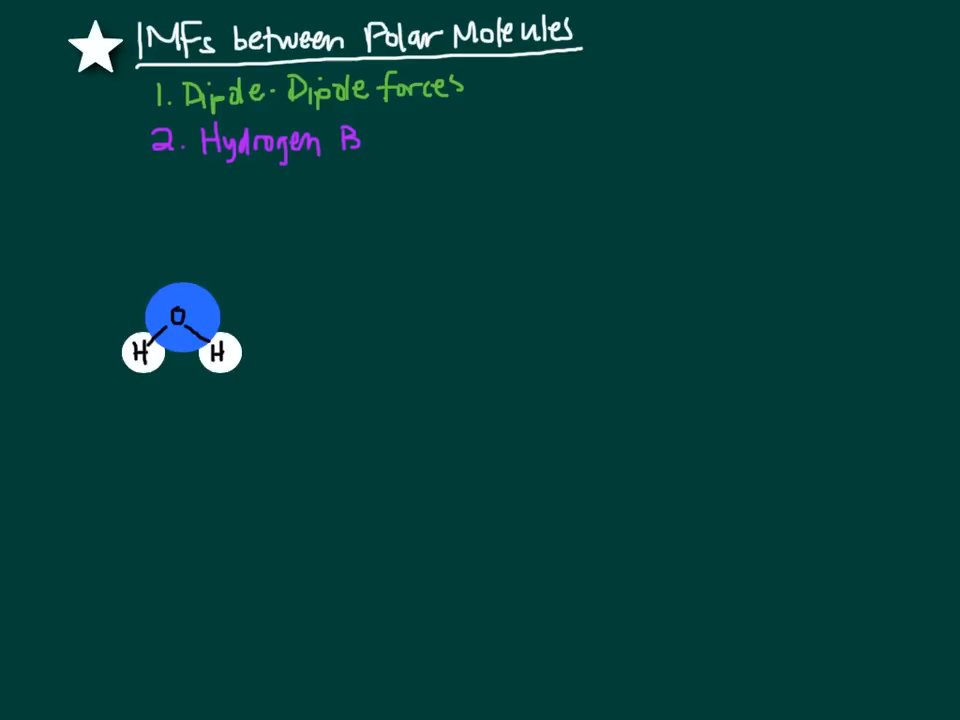 IMFs between Polar Molecules
1. Dipole-Dipole forces
2. Hydrogen B
O
H H